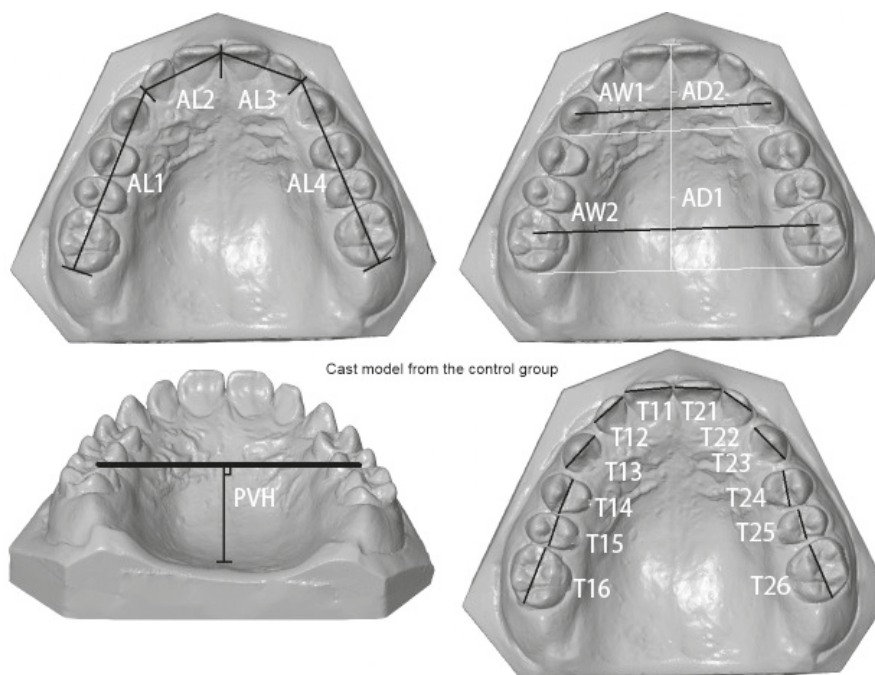 AL2 AL3
AL1 AL4
AW1 AD2
AD1
AW2
Cast model from the control group
PVH
T11 T21
T12 T22
T13 T23
T14 T24
T15 T25
T16 T26